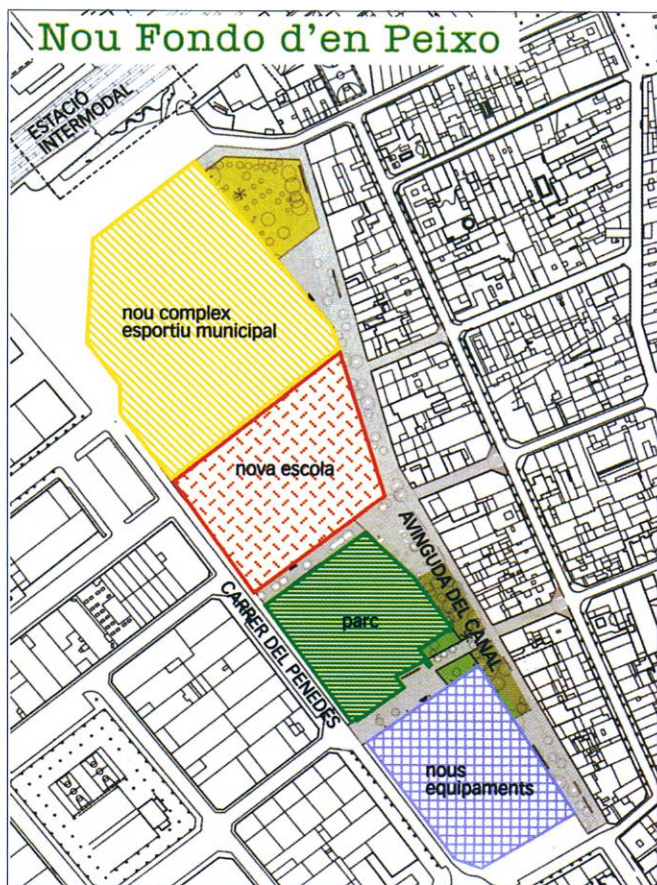 Nou Fondo d'en Peixo
ESTACIÓ
INTERMODAL
nou complex
esportiu municipal
nova escola
AVINGUDA DEL CANAL
parc
CARRER DEL PENEDÈS
nous
equipaments